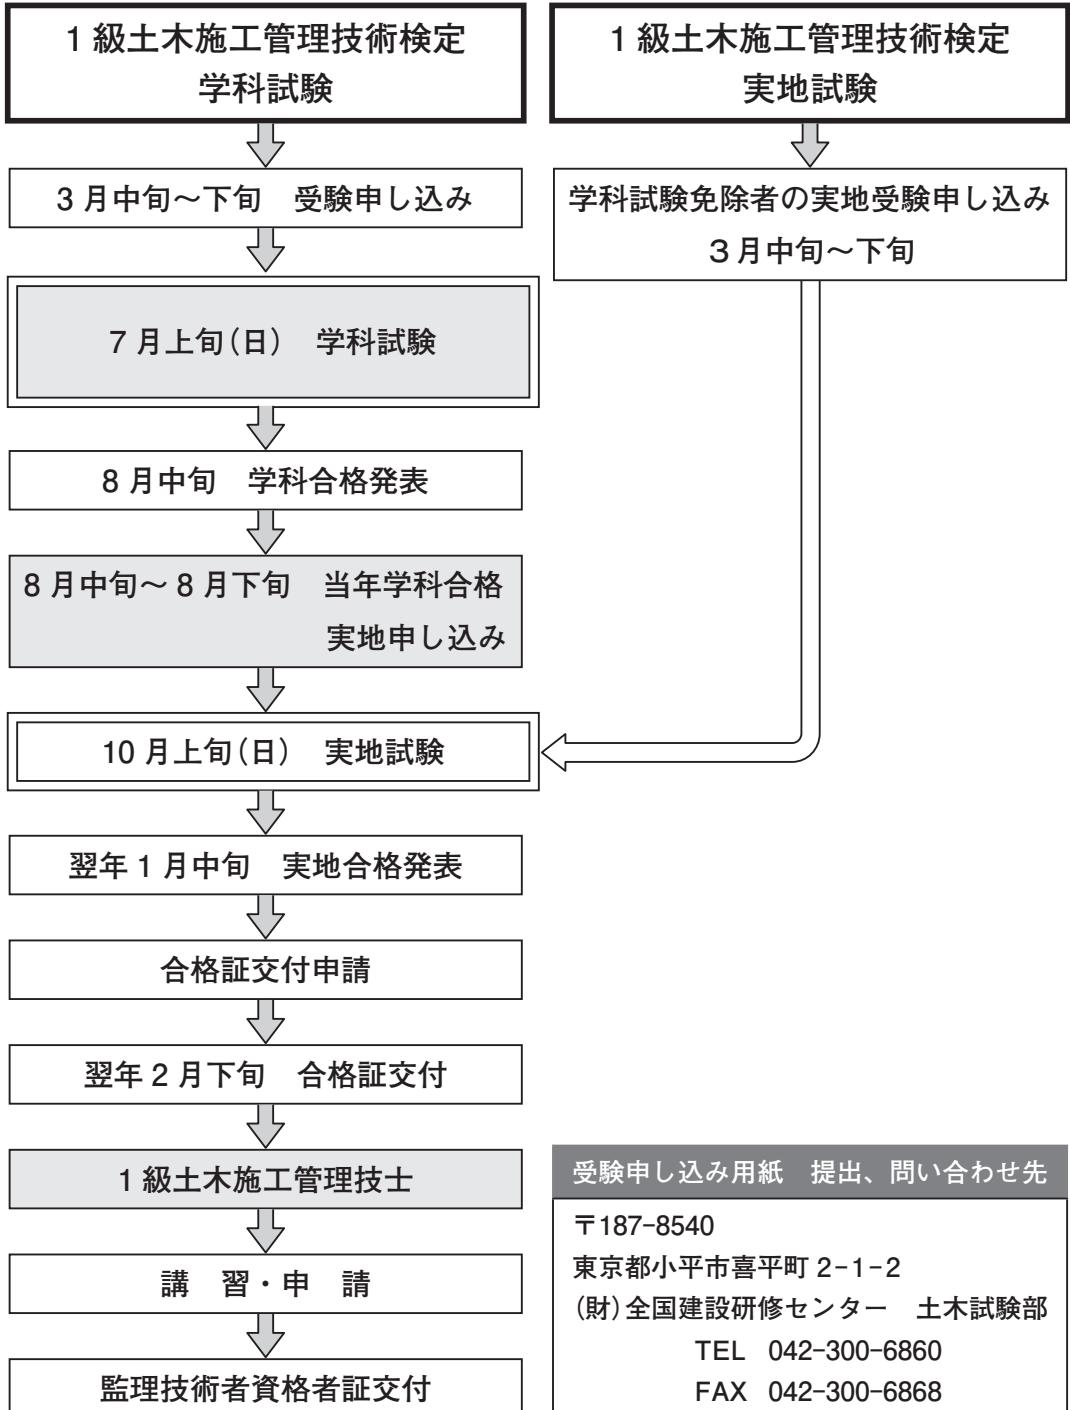 1級土木施工管理技術検定
学科試験
3月中旬～下旬　受験申し込み
7月上旬(日)　学科試験
8月中旬　学科合格発表
8月中旬～8月下旬　当年学科合格
実地申し込み
10月上旬(日)　実地試験
翌年1月中旬　実地合格発表
合格証交付申請
翌年2月下旬　合格証交付
1級土木施工管理技士
講　習・申　請
監理技術者資格者証交付
1級土木施工管理技術検定
実地試験
学科試験免除者の実地受験申し込み
3月中旬～下旬
受験申し込み用紙　提出、問い合わせ先
〒187-8540
東京都小平市喜平町2-1-2
(財)全国建設研修センター　土木試験部
TEL　042-300-6860
FAX　042-300-6868